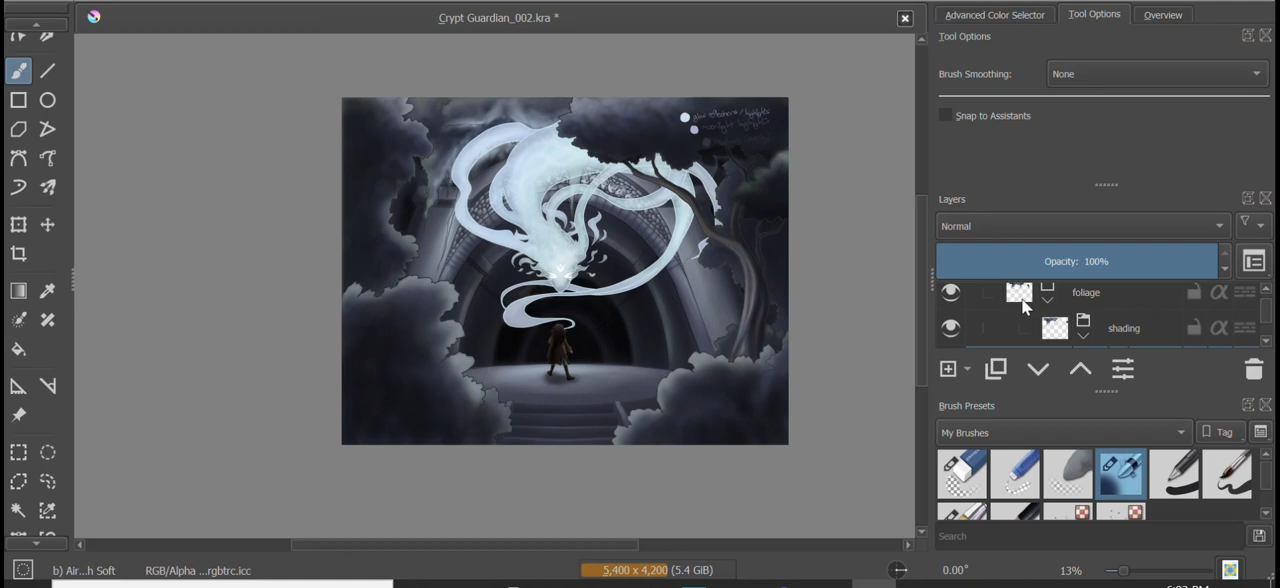 Crypt Guardian_002.kra *
Advanced Color Selector
Tool Options
Overview
Tool Options
Brush Smoothing:
None
Snap to Assistants
Layers
Normal
Opacity: 100%
foliage
shading
Brush Presets
My Brushes
Tag
Search
b) Air...h Soft
RGB/Alpha ...rgbtrc.icc
5,400 x 4,200 (5.4 GiB)
0.00°
13%